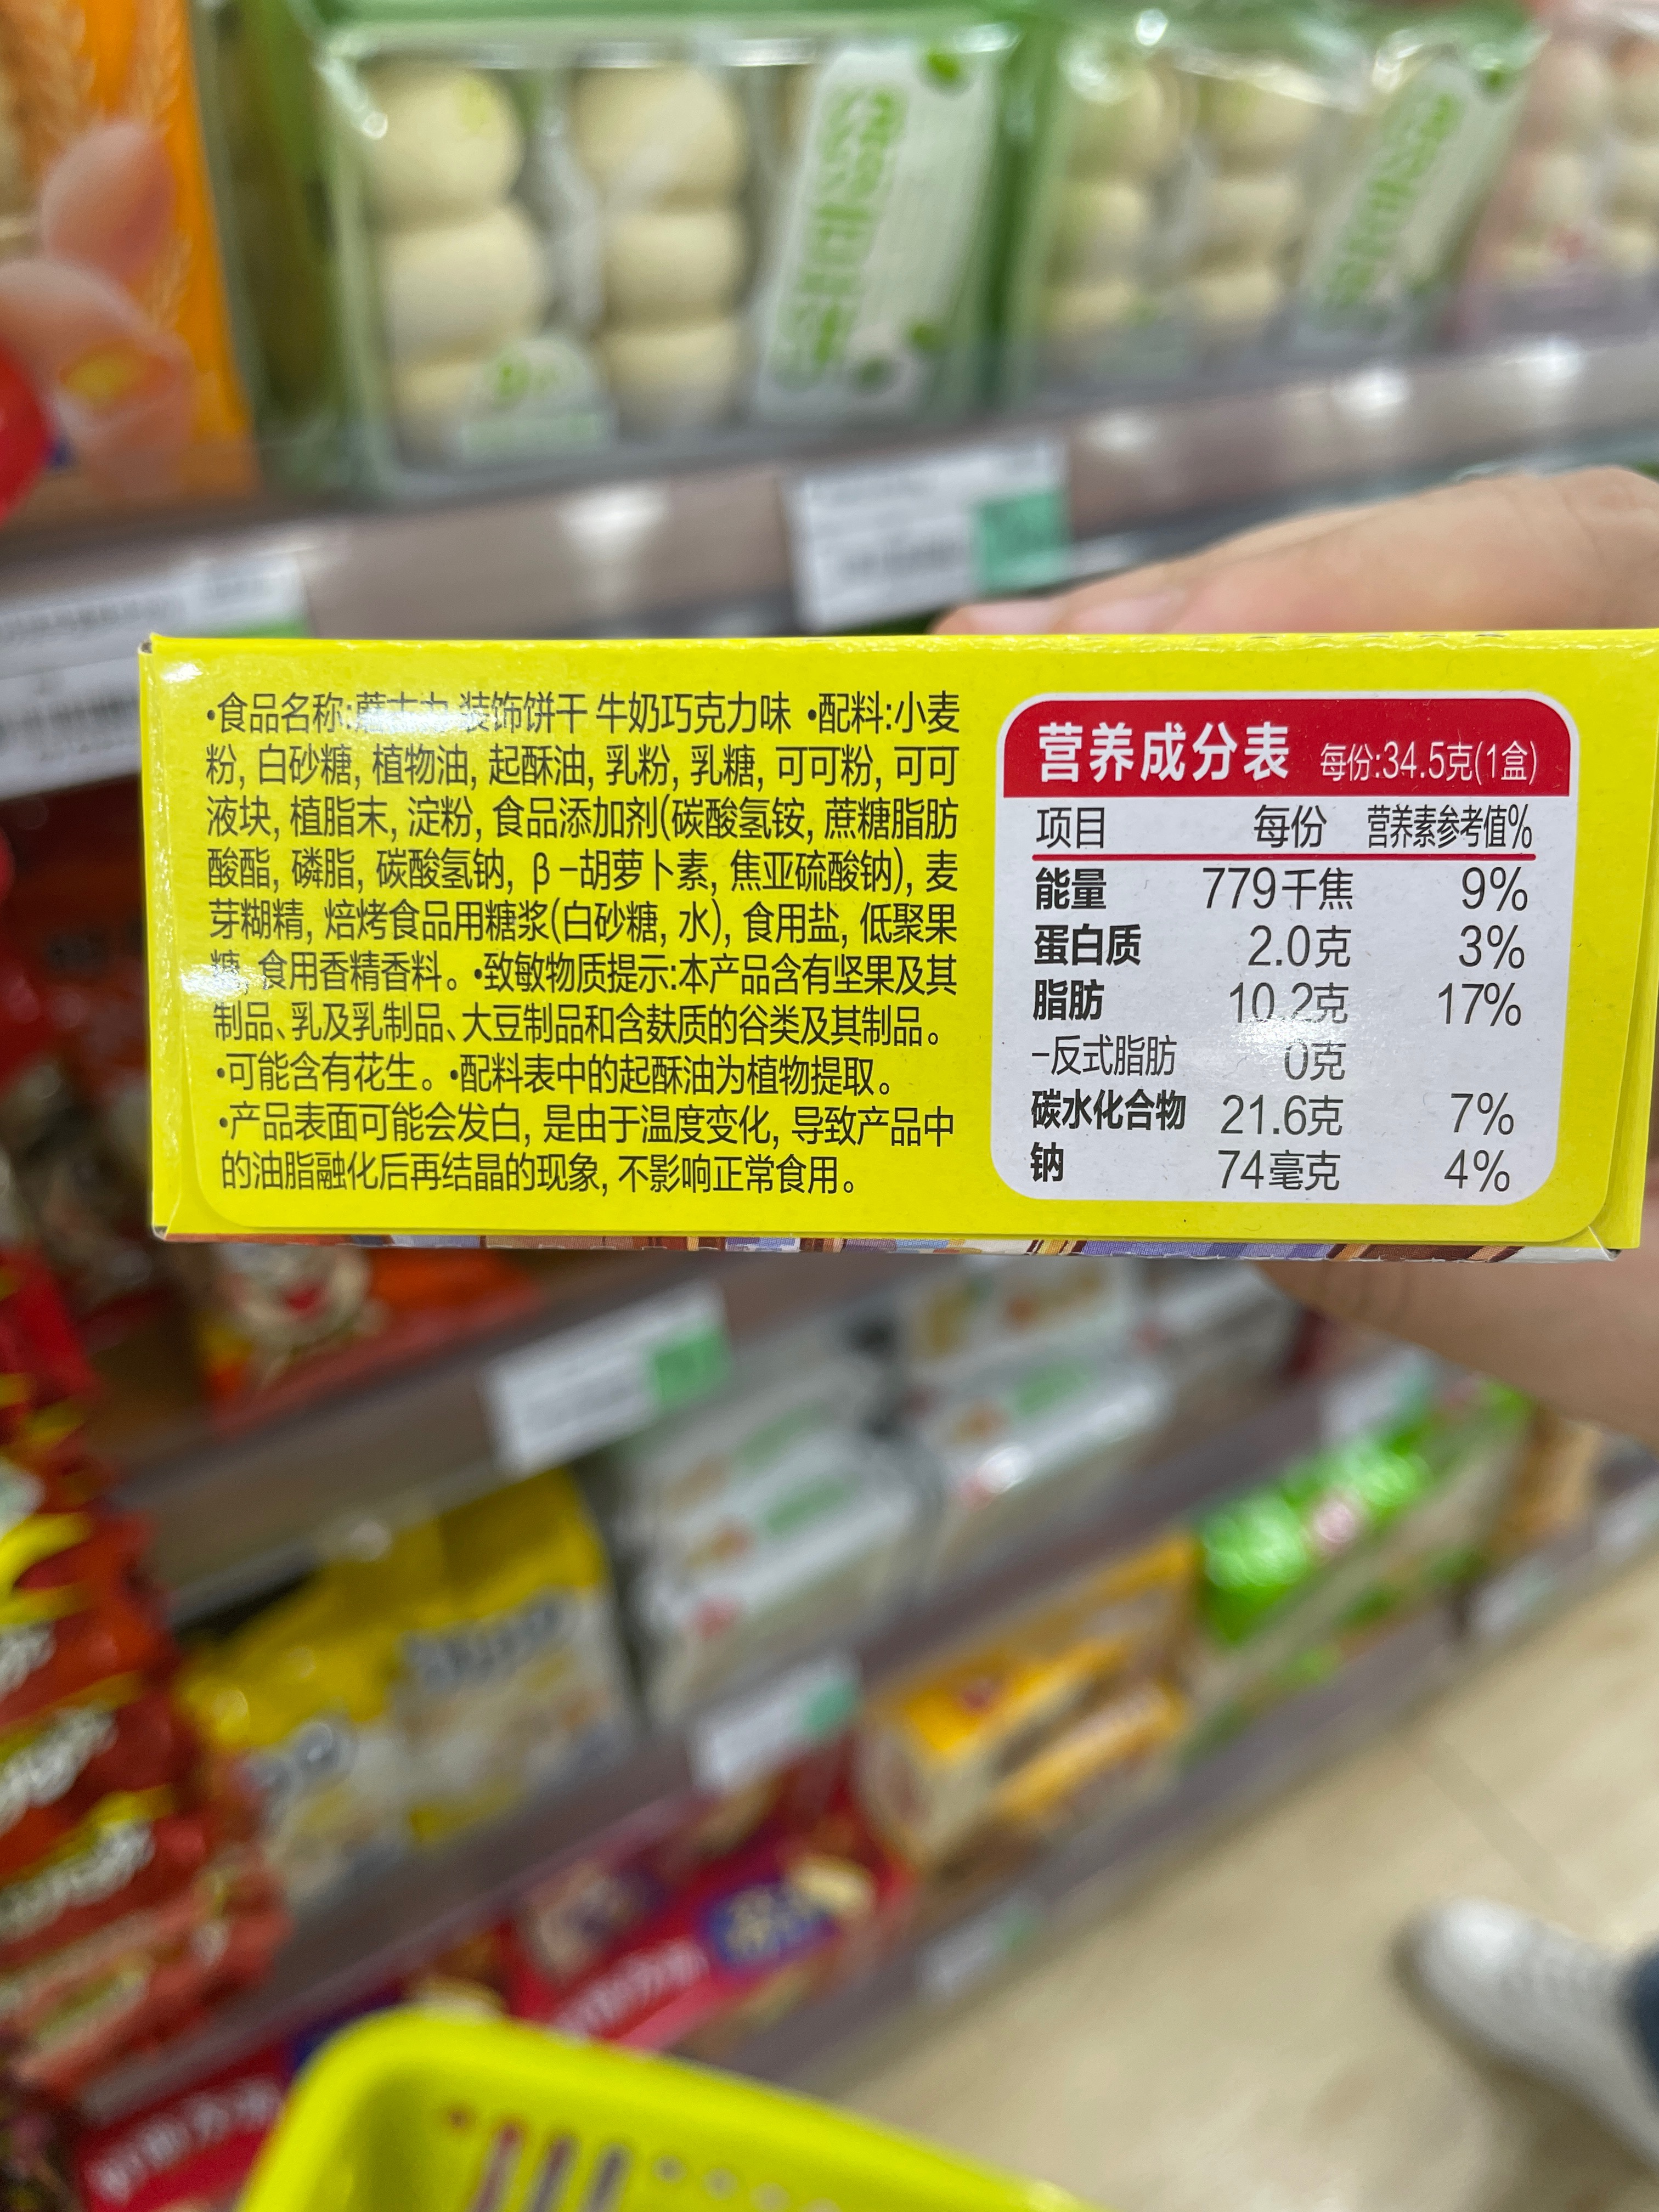 •食品名称:蘑古力 装饰饼干 牛奶巧克力味 •配料:小麦
粉, 白砂糖, 植物油, 起酥油, 乳粉, 乳糖, 可可粉, 可可
液块, 植脂末, 淀粉, 食品添加剂(碳酸氢铵, 蔗糖脂肪
酸酯, 磷脂, 碳酸氢钠, β-胡萝卜素, 焦亚硫酸钠), 麦
芽糊精, 焙烤食品用糖浆(白砂糖, 水), 食用盐, 低聚果
糖, 食用香精香料。•致敏物质提示:本产品含有坚果及其
制品、乳及乳制品、大豆制品和含麸质的谷类及其制品。
•可能含有花生。•配料表中的起酥油为植物提取。
•产品表面可能会发白, 是由于温度变化, 导致产品中
的油脂融化后再结晶的现象, 不影响正常食用。
营养成分表 每份:34.5克(1盒)
项目 每份 营养素参考值%
能量 779千焦 9%
蛋白质 2.0克 3%
脂肪 10.2克 17%
-反式脂肪 0克
碳水化合物 21.6克 7%
钠 74毫克 4%